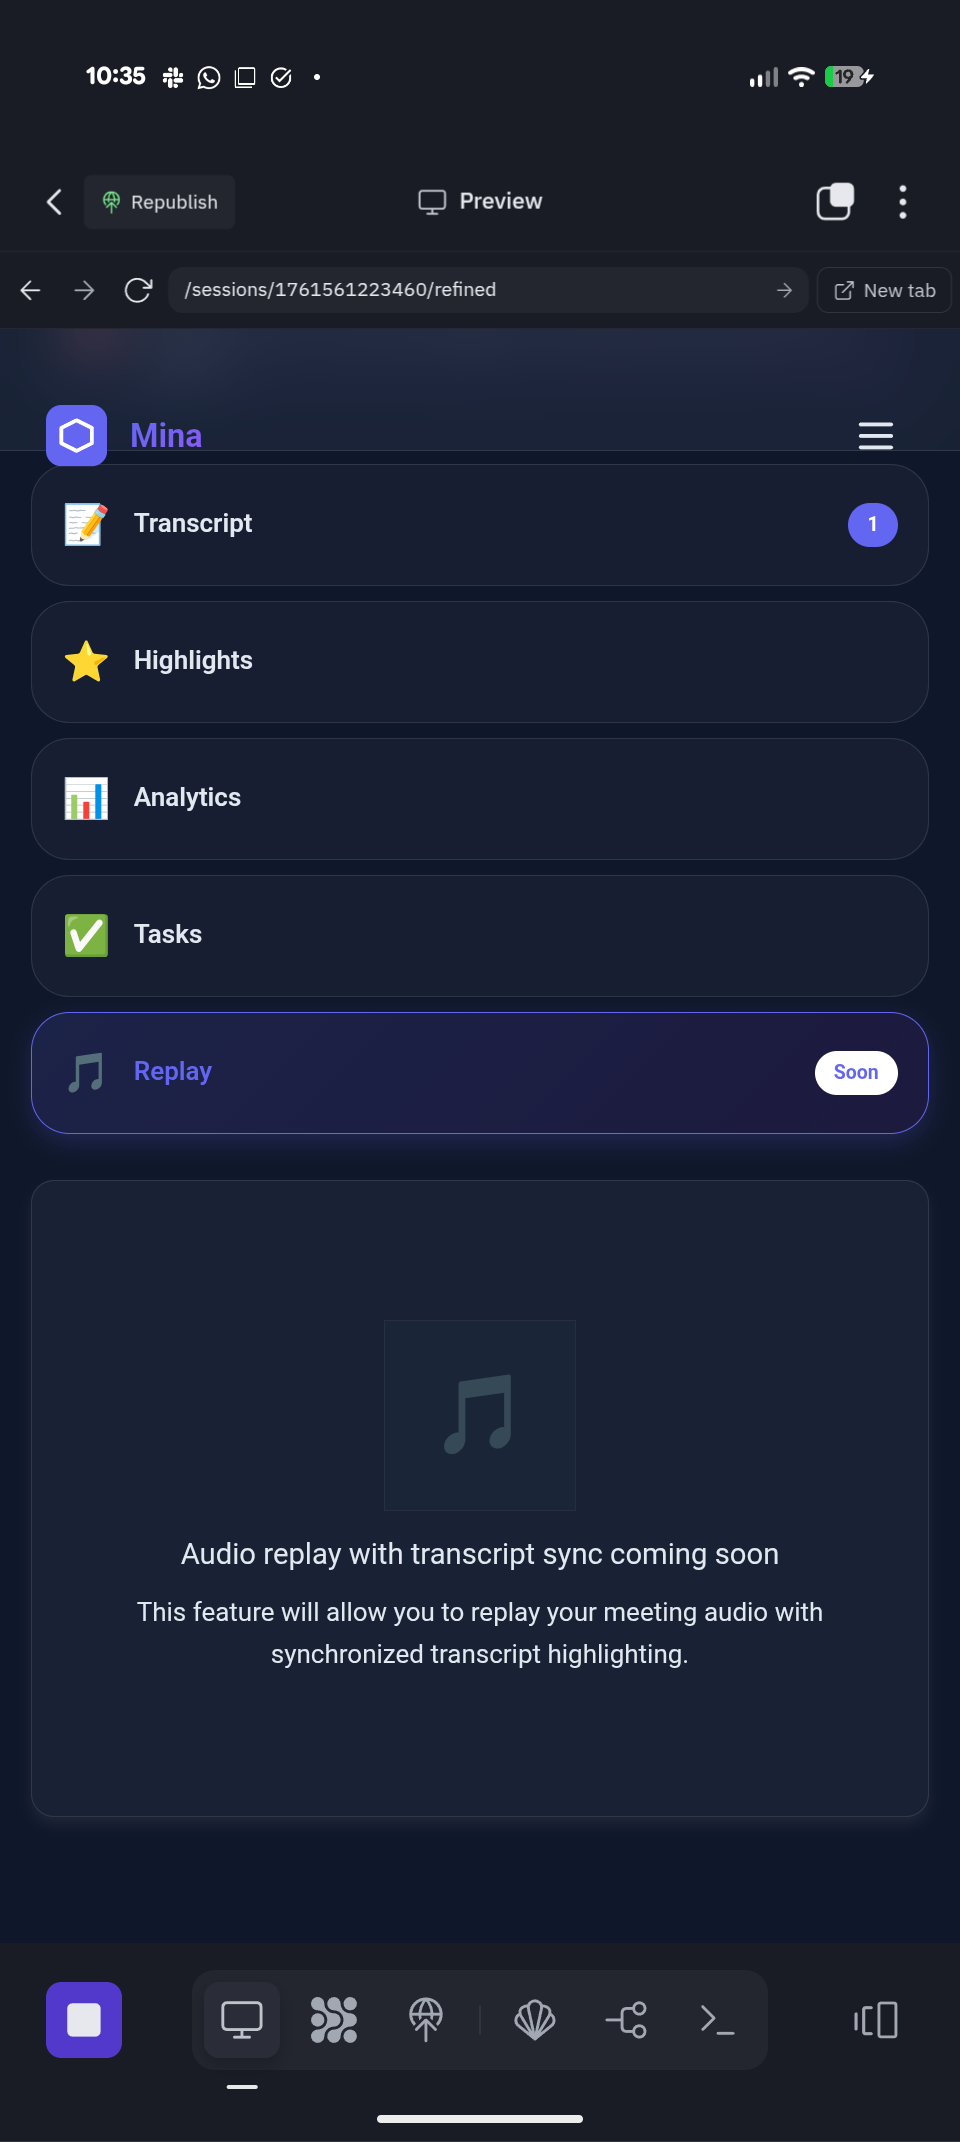 10:35
19
Republish
Preview
/sessions/1761561223460/refined
New tab
Mina
Transcript
1
Highlights
Analytics
Tasks
Replay
Soon
Audio replay with transcript sync coming soon
This feature will allow you to replay your meeting audio with
synchronized transcript highlighting.